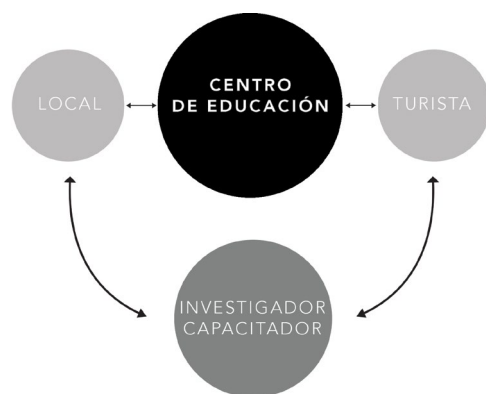 CENTRO
DE EDUCACIÓN
LOCAL
TURISTA
INVESTIGADOR
CAPACITADOR